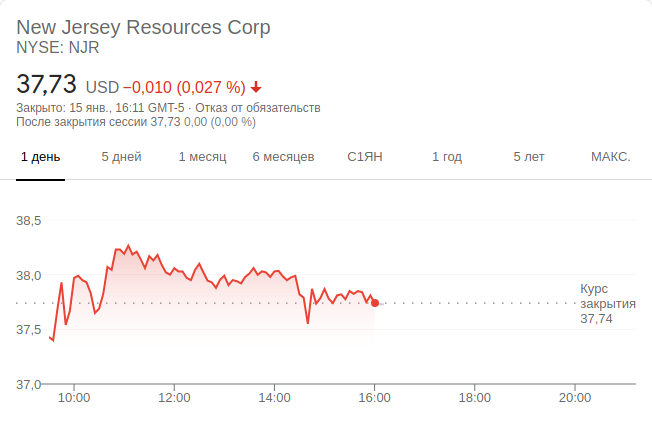 New Jersey Resources Corp
NYSE: NJR
37,73 USD −0,010 (0,027 %)
Закрыто: 15 янв., 16:11 GMT-5 · Отказ от обязательств
После закрытия сессии 37,73 0,00 (0,00 %)
1 день 5 дней 1 месяц 6 месяцев С1ЯН 1 год 5 лет МАКС.
38,5
38,0
Курс
закрытия
37,74
37,5
37,0
10:00 12:00 14:00 16:00 18:00 20:00